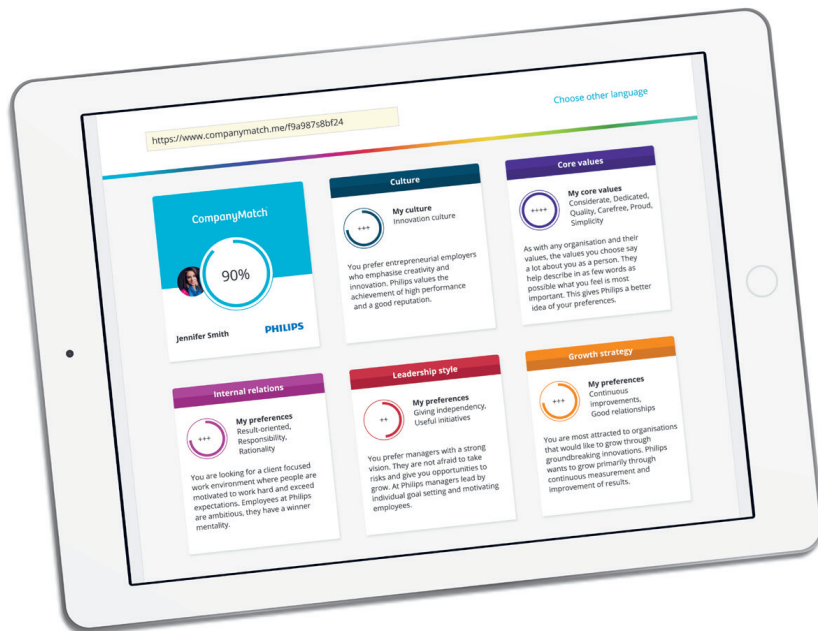 https://www.companymatch.me/f9a987s8bf24
Choose other language
CompanyMatch
90%
Jennifer Smith
PHILIPS
Culture
+++
My culture
Innovation culture
You prefer entrepreneurial employers
who emphasise creativity and
innovation. Philips values the
achievement of high performance
and a good reputation.
Core values
++++
My core values
Considerate, Dedicated,
Quality, Carefree, Proud,
Simplicity
As with any organisation and their
values, the values you choose say
a lot about you as a person. They
help describe in as few words as
possible what you feel is most
important. This gives Philips a better
idea of your preferences.
Internal relations
+++
My preferences
Result-oriented,
Responsibility,
Rationality
You are looking for a client focused
work environment where people are
motivated to work hard and exceed
expectations. Employees at Philips
are ambitious, they have a winner
mentality.
Leadership style
++
My preferences
Giving independency,
Useful initiatives
You prefer managers with a strong
vision. They are not afraid to take
risks and give you opportunities to
grow. At Philips managers lead by
individual goal setting and motivating
employees.
Growth strategy
+++
My preferences
Continuous
improvements,
Good relationships
You are most attracted to organisations
that would like to grow through
groundbreaking innovations. Philips
wants to grow primarily through
continuous measurement and
improvement of results.